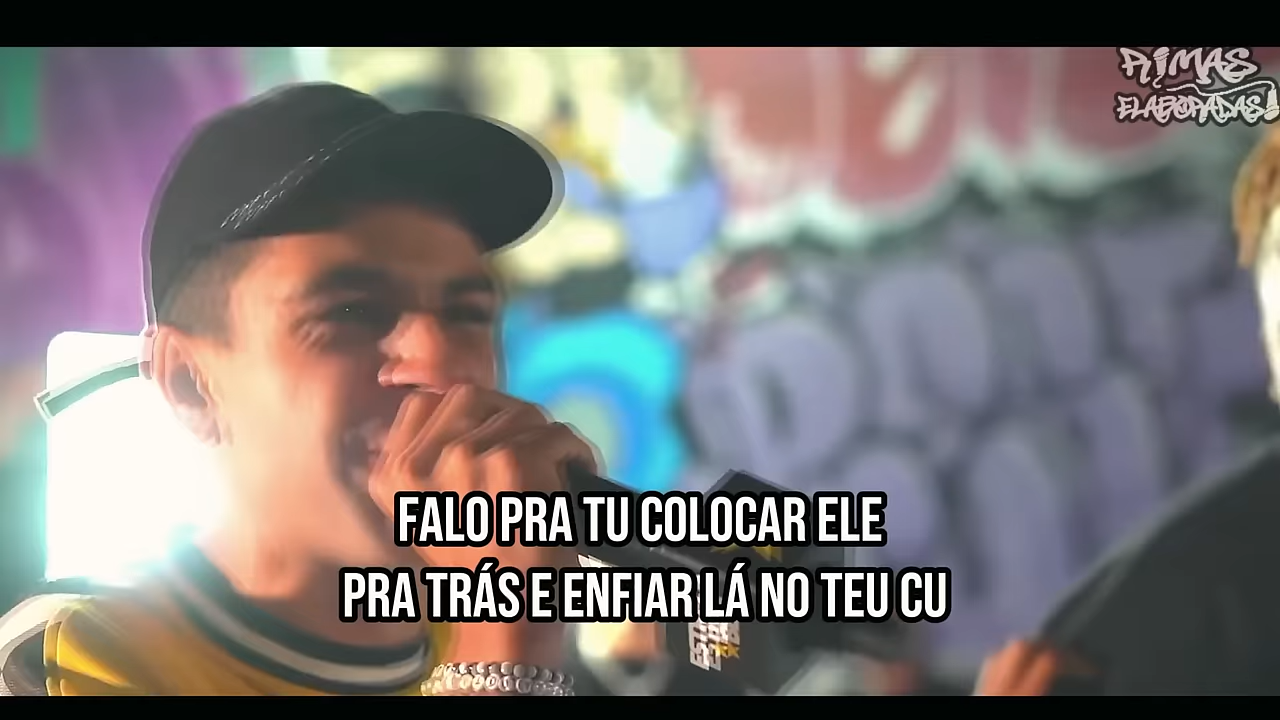 RIMAS
ELABORADAS!
FALO PRA TU COLOCAR ELE
PRA TRÁS E ENFIAR LÁ NO TEU CU